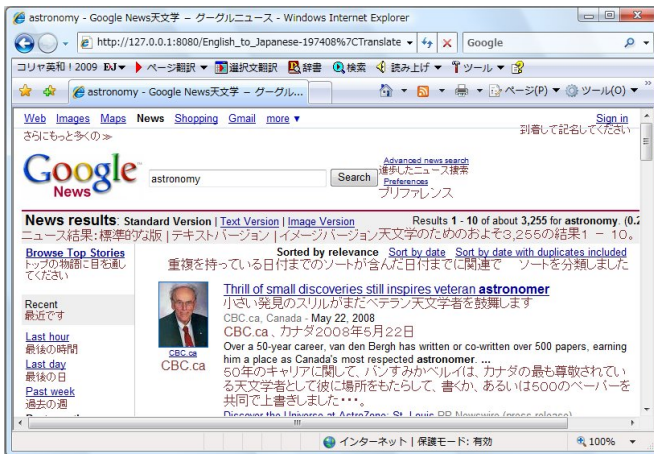 astronomy - Google News天文学 – グーグルニュース - Windows Internet Explorer
http://127.0.0.1:8080/English_to_Japanese-197408%7CTranslate
Google
コリャ英和!2009 EJ ページ翻訳 選択文翻訳 辞書 検索 読み上げ ツール
astronomy - Google News天文学 – グーグル...
ページ(P) ツール(O)
Web Images Maps News Shopping Gmail more ▼ Sign in
さらにもっと多くの≫ 到着して記名してください
Google News
astronomy
Search
Advanced news search
進歩したニュース捜索
Preferences
プリファレンス
News results: Standard Version | Text Version | Image Version Results 1 - 10 of about 3,255 for astronomy. (0.2
ニュース結果:標準的な版 | テキストバージョン | イメージバージョン天文学のためのおよそ3,255の結果1 － 10。
Browse Top Stories
トップの物語に目を通してください
Sorted by relevance Sort by date Sort by date with duplicates included
重複を持っている日付までのソートが含んだ日付までに関連で ソートを分類しました
Recent
最近です
Last hour
最後の時間
Last day
最後の日
Past week
過去の週
CBC.ca
CBC.ca
Thrill of small discoveries still inspires veteran astronomer
小さい発見のスリルがまだベテラン天文学者を鼓舞します
CBC.ca, Canada - May 22, 2008
CBC.ca 、カナダ2008年5月22日
Over a 50-year career, van den Bergh has written or co-written over 500 papers, earning
him a place as Canada's most respected astronomer. ...
50年のキャリアに関して、バンすみかベルイは、カナダの最も尊敬されてい
る天文学者として彼に場所をもたらして、書くか、あるいは500のペーパーを
共同で上書きしました・・・。
Discover the Universe at AstroZone: St. Louis PR Newswire (press release)
インターネット | 保護モード: 有効
100%